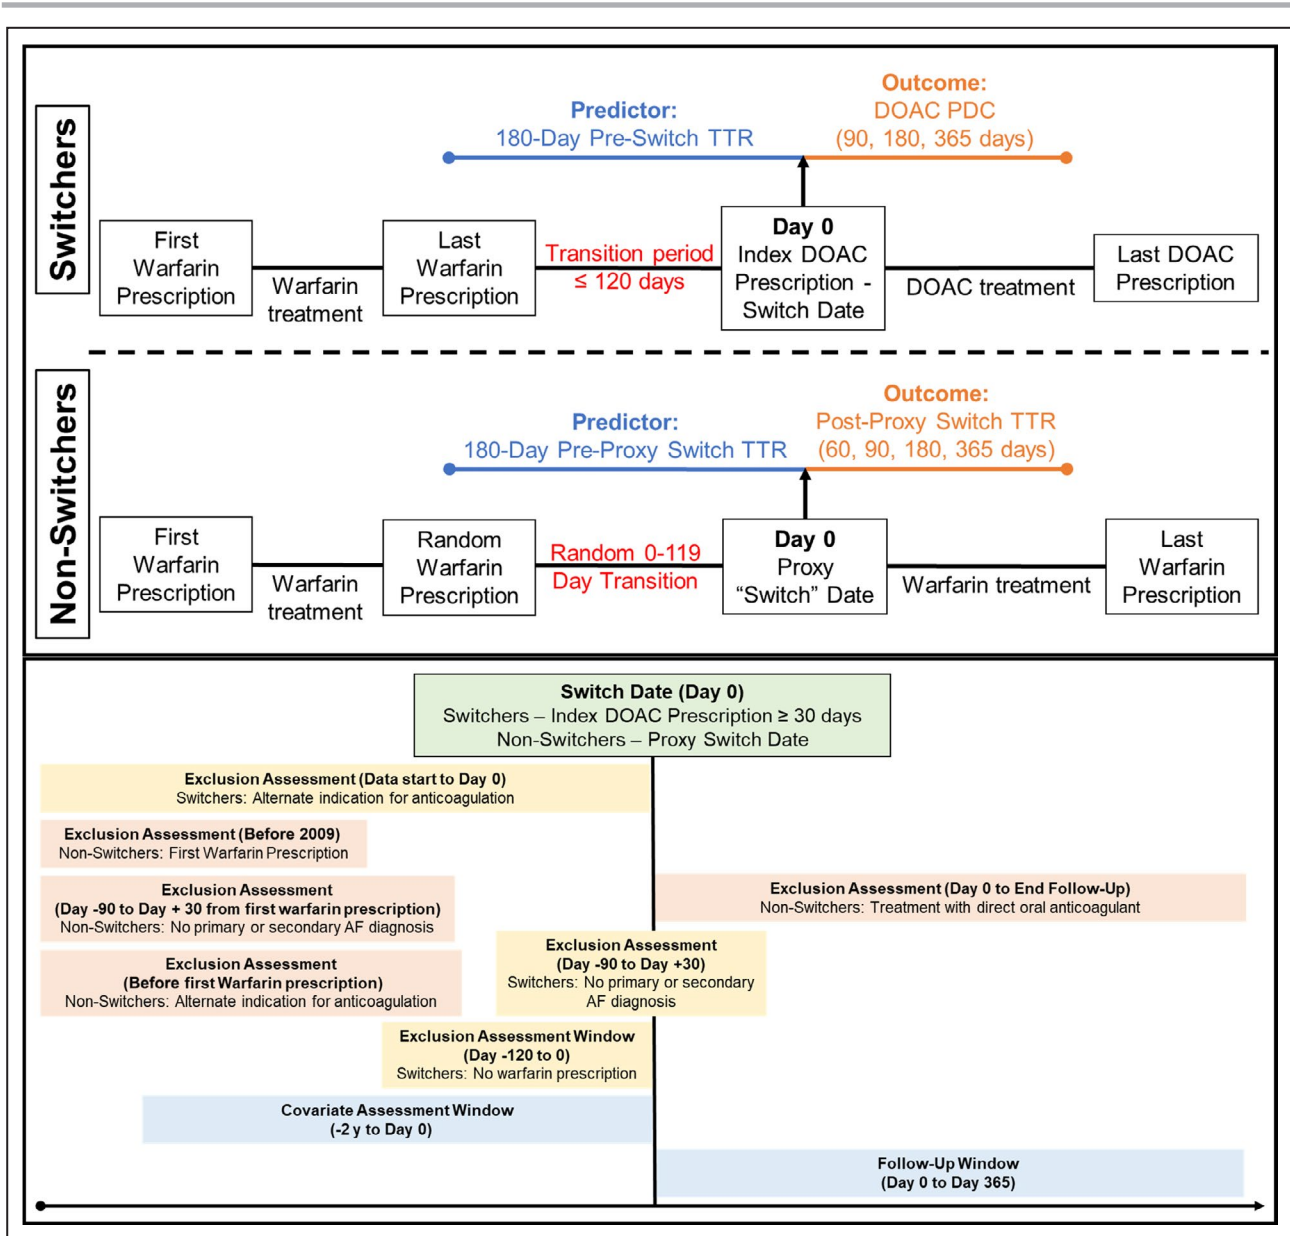 Switchers
Predictor:
180-Day Pre-Switch TTR
Outcome:
DOAC PDC
(90, 180, 365 days)
First
Warfarin
Prescription
Warfarin
treatment
Last
Warfarin
Prescription
Transition period
≤ 120 days
Day 0
Index DOAC
Prescription -
Switch Date
DOAC treatment
Last DOAC
Prescription
Non-Switchers
Predictor:
180-Day Pre-Proxy Switch TTR
Outcome:
Post-Proxy Switch TTR
(60, 90, 180, 365 days)
First
Warfarin
Prescription
Warfarin
treatment
Random
Warfarin
Prescription
Random 0-119
Day Transition
Day 0
Proxy
“Switch” Date
Warfarin treatment
Last
Warfarin
Prescription
Switch Date (Day 0)
Switchers – Index DOAC Prescription ≥ 30 days
Non-Switchers – Proxy Switch Date
Exclusion Assessment (Data start to Day 0)
Switchers: Alternate indication for anticoagulation
Exclusion Assessment (Before 2009)
Non-Switchers: First Warfarin Prescription
Exclusion Assessment
(Day -90 to Day + 30 from first warfarin prescription)
Non-Switchers: No primary or secondary AF diagnosis
Exclusion Assessment (Day 0 to End Follow-Up)
Non-Switchers: Treatment with direct oral anticoagulant
Exclusion Assessment
(Day -90 to Day +30)
Switchers: No primary or secondary
AF diagnosis
Exclusion Assessment
(Before first Warfarin prescription)
Non-Switchers: Alternate indication for anticoagulation
Exclusion Assessment Window
(Day -120 to 0)
Switchers: No warfarin prescription
Covariate Assessment Window
(-2 y to Day 0)
Follow-Up Window
(Day 0 to Day 365)